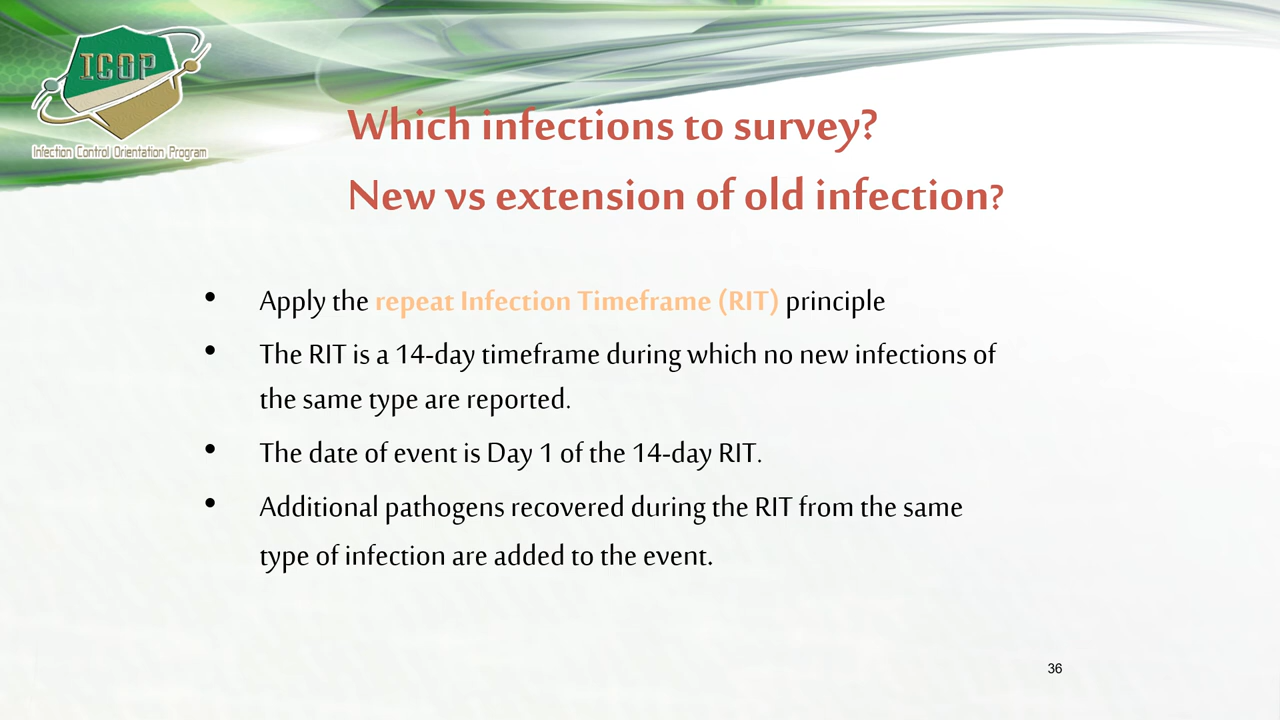 ICOP
Infection Control Orientation Program
Which infections to survey?
New vs extension of old infection?
• Apply the repeat Infection Timeframe (RIT) principle
• The RIT is a 14-day timeframe during which no new infections of
the same type are reported.
• The date of event is Day 1 of the 14-day RIT.
• Additional pathogens recovered during the RIT from the same
type of infection are added to the event.
36